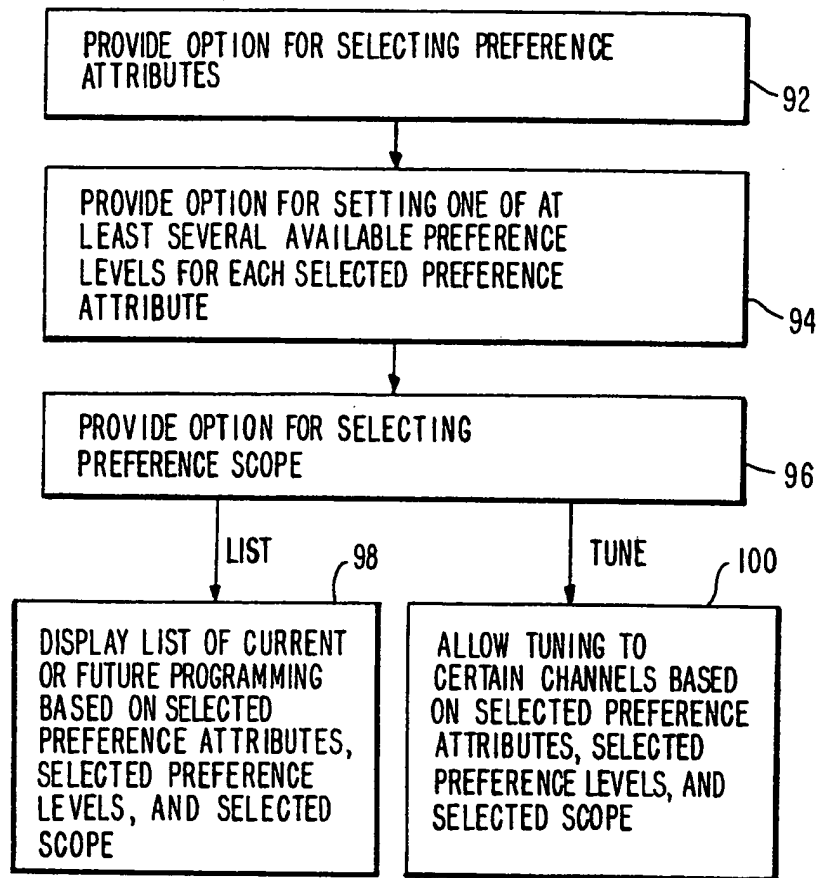 PROVIDE OPTION FOR SELECTING PREFERENCE
ATTRIBUTES
92
PROVIDE OPTION FOR SETTING ONE OF AT
LEAST SEVERAL AVAILABLE PREFERENCE
LEVELS FOR EACH SELECTED PREFERENCE
ATTRIBUTE
94
PROVIDE OPTION FOR SELECTING
PREFERENCE SCOPE
96
LIST
98
TUNE
100
DISPLAY LIST OF CURRENT
OR FUTURE PROGRAMMING
BASED ON SELECTED
PREFERENCE ATTRIBUTES,
SELECTED PREFERENCE
LEVELS, AND SELECTED
SCOPE
ALLOW TUNING TO
CERTAIN CHANNELS BASED
ON SELECTED PREFERENCE
ATTRIBUTES, SELECTED
PREFERENCE LEVELS, AND
SELECTED SCOPE